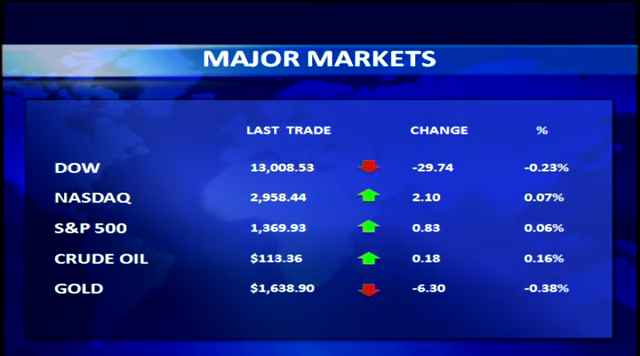 MAJOR MARKETS
LAST TRADE CHANGE %
DOW 13,008.53 -29.74 -0.23%
NASDAQ 2,958.44 2.10 0.07%
S&P 500 1,369.93 0.83 0.06%
CRUDE OIL $113.36 0.18 0.16%
GOLD $1,638.90 -6.30 -0.38%